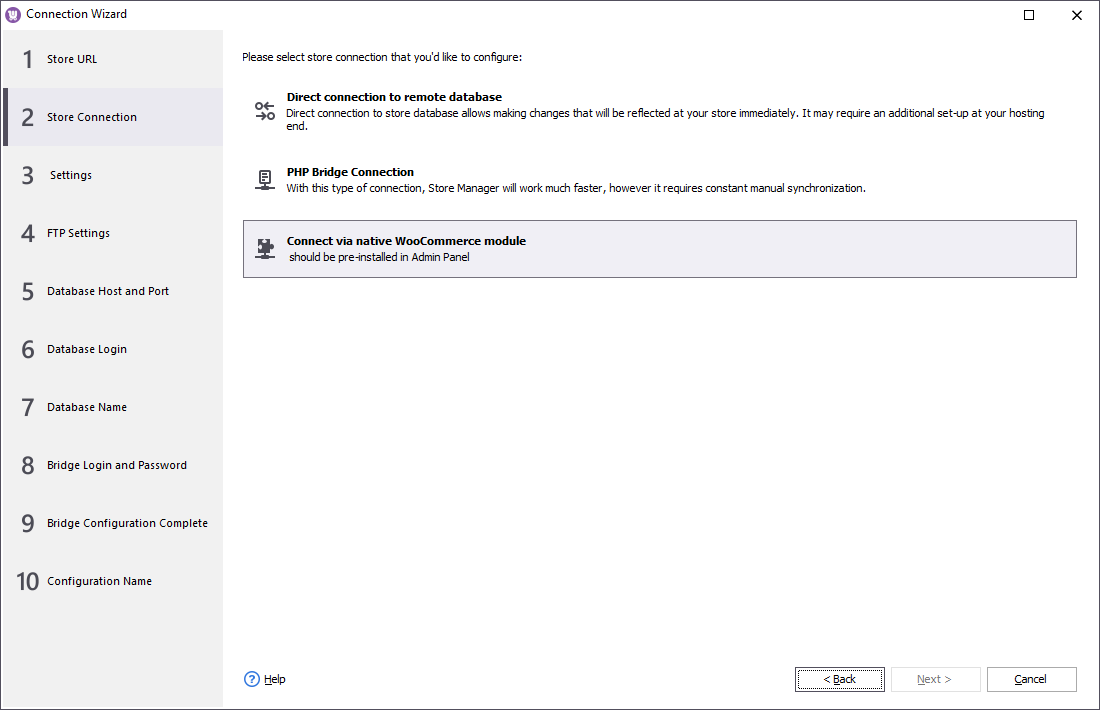 Connection Wizard
1 Store URL
2 Store Connection
3 Settings
4 FTP Settings
5 Database Host and Port
6 Database Login
7 Database Name
8 Bridge Login and Password
9 Bridge Configuration Complete
10 Configuration Name
Please select store connection that you'd like to configure:
Direct connection to remote database
Direct connection to store database allows making changes that will be reflected at your store immediately. It may require an additional set-up at your hosting
end.
PHP Bridge Connection
With this type of connection, Store Manager will work much faster, however it requires constant manual synchronization.
Connect via native WooCommerce module
should be pre-installed in Admin Panel
? Help
< Back
Next >
Cancel